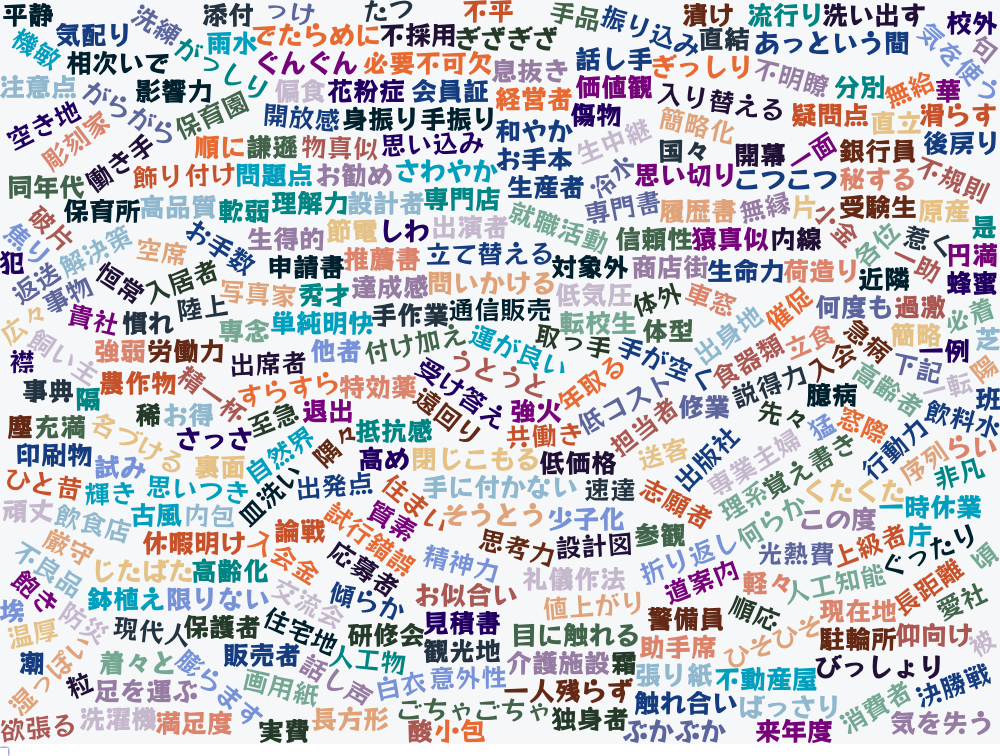 平静 気配り 洗練 添付 っけ たつ 不平 手品 振り込み 漬け 流行り 洗い出す 校外 句
機敏 相次いで がっしり 雨水 でたらめに 不採用 ぎざぎざ 話し手 直結 あっという間 気を使う
注意点 がらがら 影響力 ぐんぐん 必要不可欠 息抜き ぎっしり 不明瞭 分別 無給 華
空き地 保育園 偏食 花粉症 会員証 経営者 価値観 入り替える 疑問点 直立 滑らす
彫刻家 働き手 開放感 身振り手振り 和やか 傷物 簡略化 後戻り
順に 謙遜 物真似 思い込み お手本 生中継 国々 開幕 一面 銀行員
同年代 飾り付け 問題点 お勧め さわやか 生産者 冷水 思い切り こつこつ 秘する 不規則
破片 保育所 高品質 軟弱 理解力 設計者 専門店 就職活動 専門書 履歴書 無縁 片 小金 受験生 原産 是
焦り 解決策 空席 お手数 生得的 節電 しわ 出演者 信頼性 猿真似 内線 各位 惹く 円満
犯 返送 事物 恒常 入居者 申請書 推薦書 立て替える 対象外 商店街 生命力 荷造り 近隣 一助 蜂蜜
広々 陸上 写真家 秀才 達成感 問いかける 低気圧 体外 車窓 催促 何度も 過激 必着
貴社 慣れ 専念 単純明快 手作業 通信販売 転校生 体型 出身地 急病 簡略 芝
襟 飼い主 強弱 労働力 出席者 他者 付け加え 運が良い 取っ手 手が空く 食器類 立食 入会 下記 一例
事典 隔 農作物 精一杯 すらすら 特効薬 受け答え うとうと 年取る 低コスト 説得力 臆病 高齢者 転 陽
塵 充満 稀 お得 至急 退出 遠回り 強火 担当者 修業 先々 猛 窓際 飲料水 班
印刷物 名づける さっさ 自然界 隅々 抵抗感 共働き 送客 出版社 専業主婦 覚え書き 行動力 序列 らい
ひと昔 試み 裏面 高め 閉じこもる 低価格 非凡
輝き 思いつき 皿洗い 出発点 住まい 手に付かない 速達 志願者 理系 くたくた 一時休業
頑丈 飲食店 古風 内包 論戦 試行錯誤 質素 そうとう 少子化 参観 何らか この度
厳守 休暇明け 入会金 思考力 設計図 折り返し 光熱費 上級者 庁 ぐったり
不良品 じたばた 高齢化 応募者 精神力 礼儀作法 道案内 軽々 人工知能 長距離 頃
飽き 鉢植え 限りない 交流会 傾らか お似合い 値上がり 警備員 順応 現在地 愛社
埃 温厚 防災 現代人 保護者 住宅地 研修会 見積書 目に触れる 助手席 ひそひそ 駐輪所 仰向け 被
潮 湿っぽい 着々と 膨らます 販売者 話し声 人工物 観光地 介護施設 霜 張り紙 不動産屋 びっしょり
粒 足を運ぶ 画用紙 白衣 意外性 一人残らず 触れ合い ばっさり 消費者 決勝戦
欲張る 洗濯機 満足度 実費 長方形 ごちゃごちゃ 酸 小包 独身者 ぷかぷか 来年度 気を失う